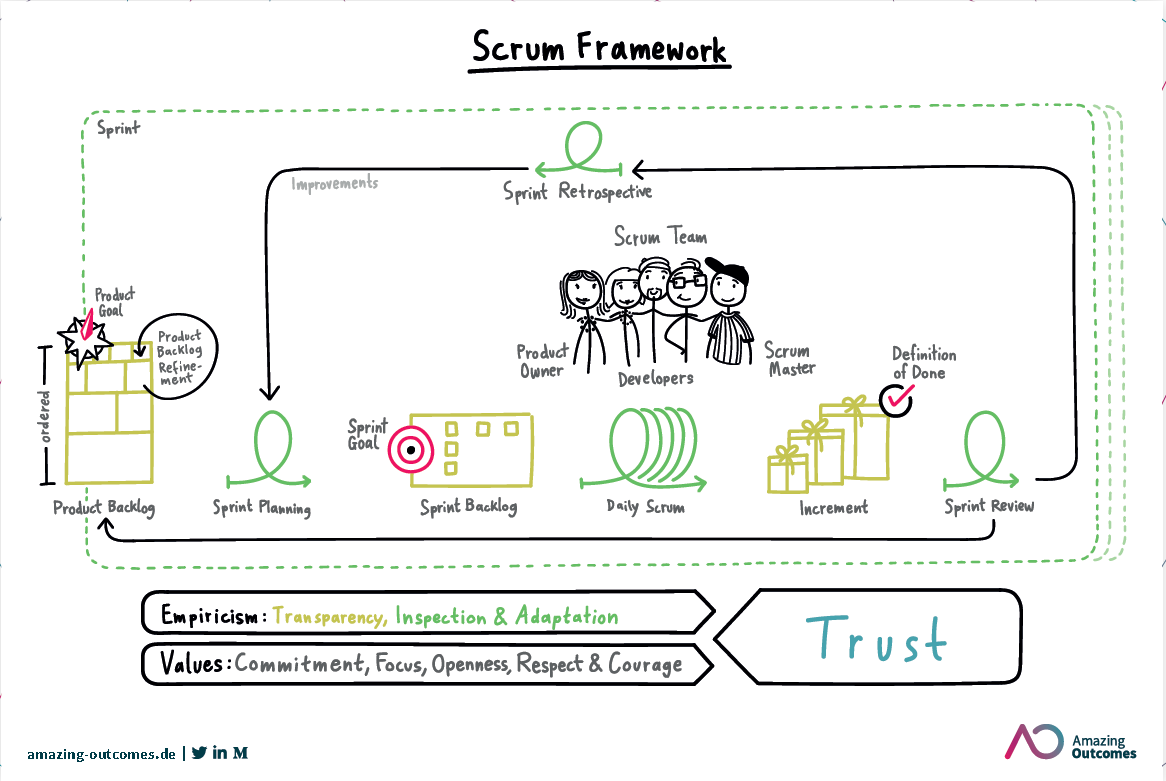 Scrum Framework
Sprint
Improvements
Sprint Retrospective
Scrum Team
Product
Goal
Product
Backlog
Refine-
ment
ordered
Product
Owner
Developers
Scrum
Master
Definition
of Done
Sprint
Goal
Product Backlog
Sprint Planning
Sprint Backlog
Daily Scrum
Increment
Sprint Review
Empiricism: Transparency, Inspection & Adaptation
Values: Commitment, Focus, Openness, Respect & Courage
Trust
amazing-outcomes.de | in M
Amazing
Outcomes